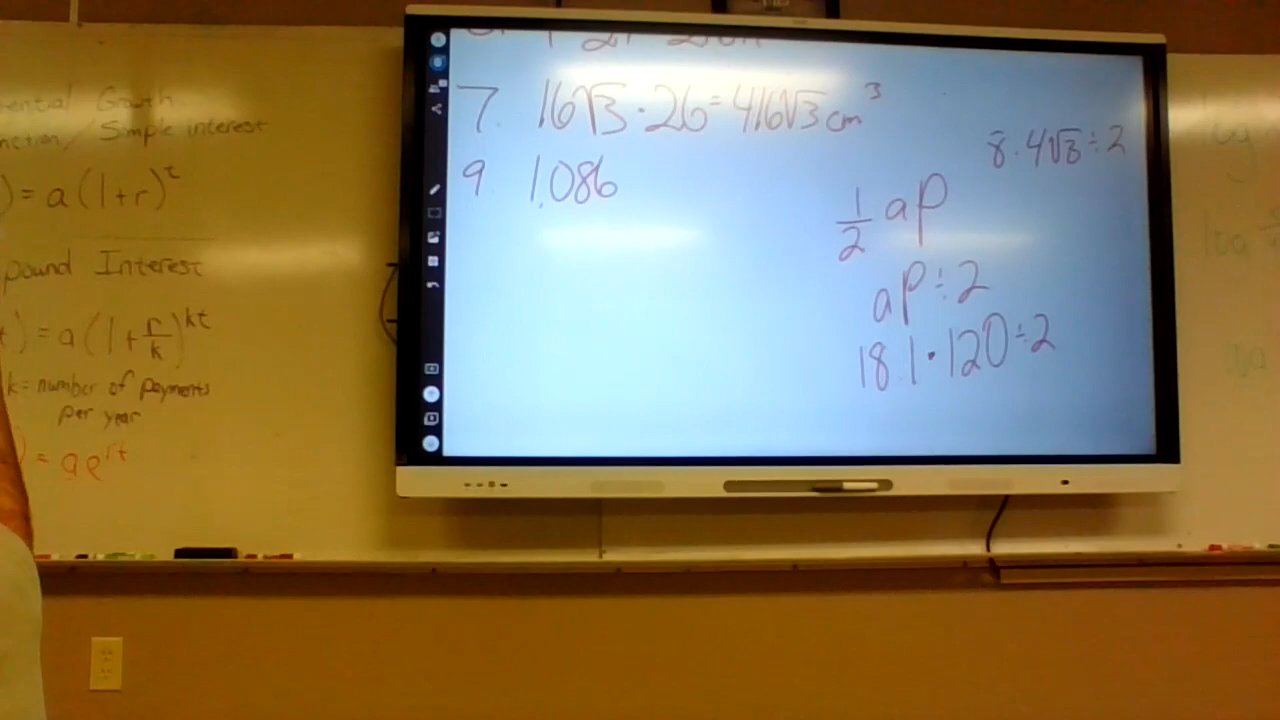 ential Growth
nction/ Simple interest
) = a(1+r)^t
pound Interest
t) = a(1+r/k)^kt
k = number of payments
per year
) = ae^rt
7. 16√3 · 26 = 416√3 cm³
9. 1,086
8 · 4√3 ÷ 2
1/2 ap
ap ÷ 2
18.1 · 120 ÷ 2
log
log